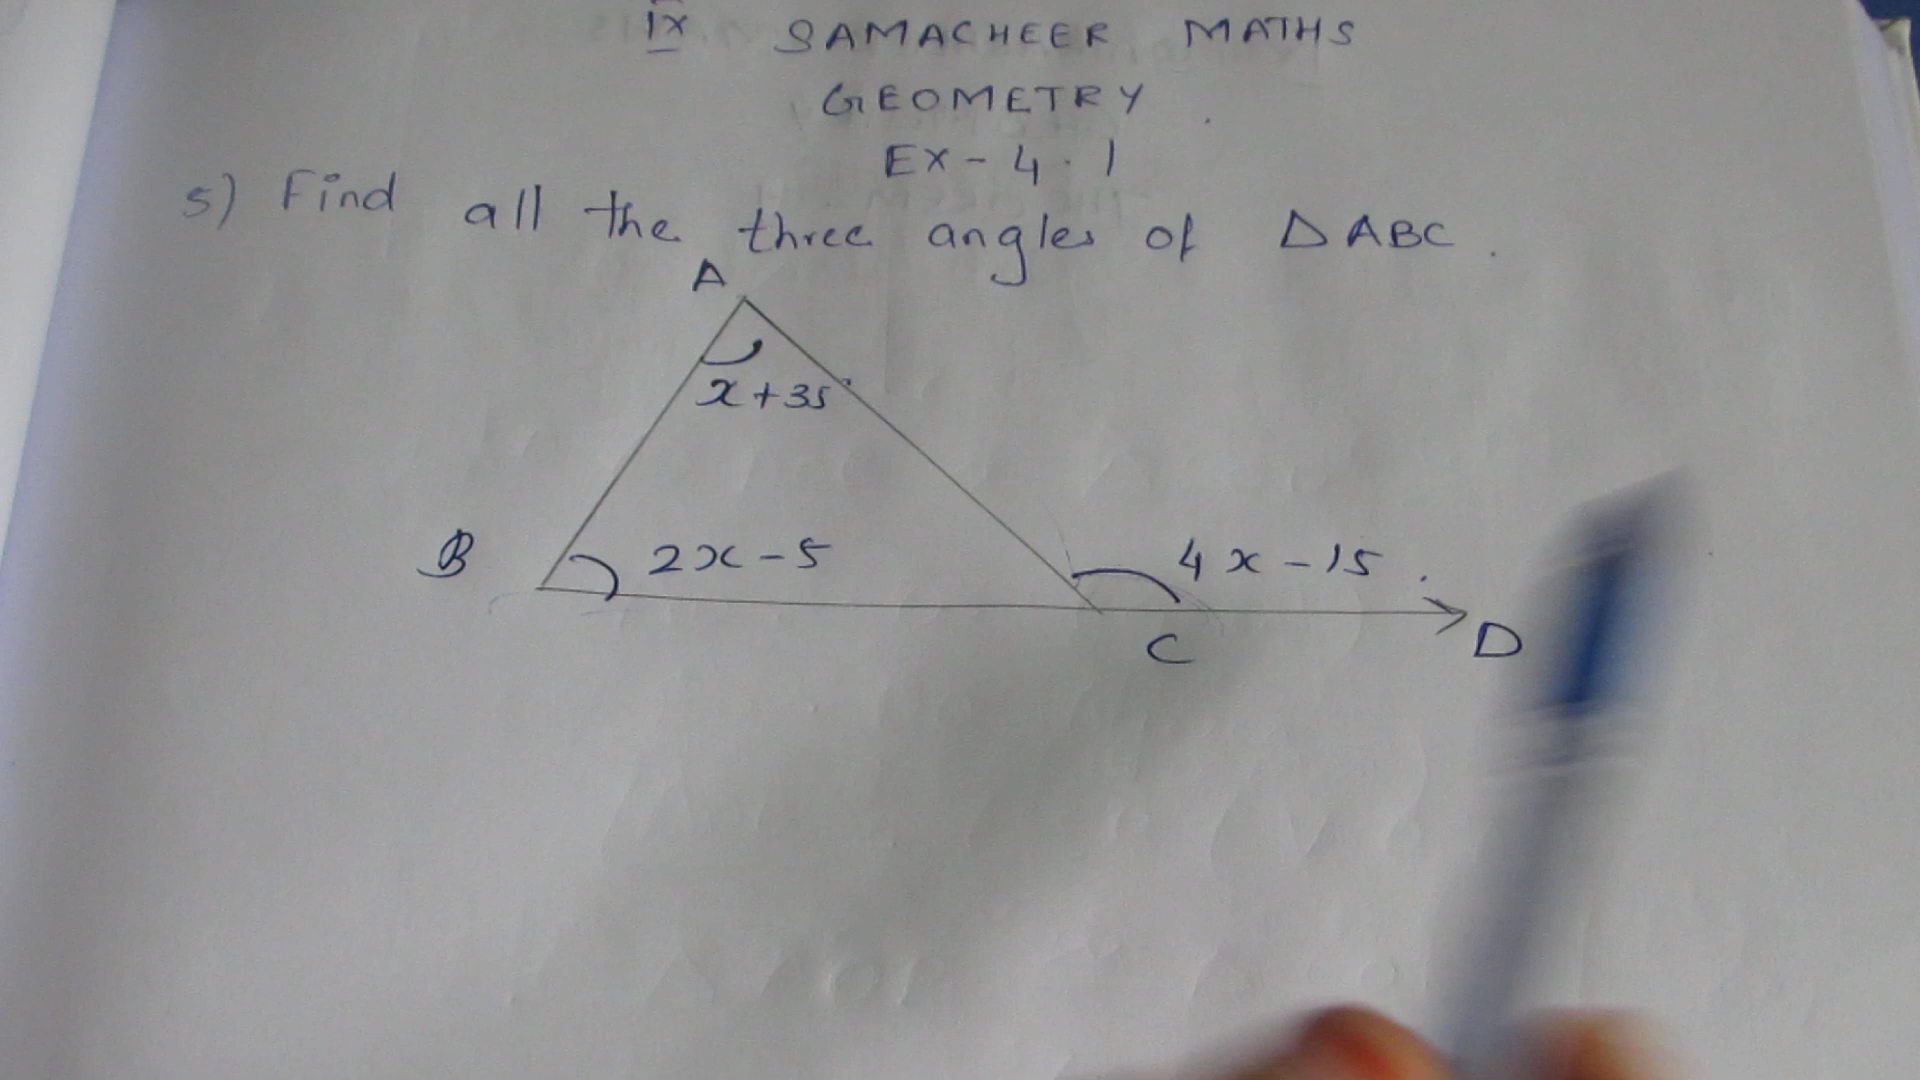 IX SAMACHEER MATHS
GEOMETRY
EX - 4.1
5) Find all the three angles of △ABC.
A
x+35°
B 2x-5 4x-15.
C D